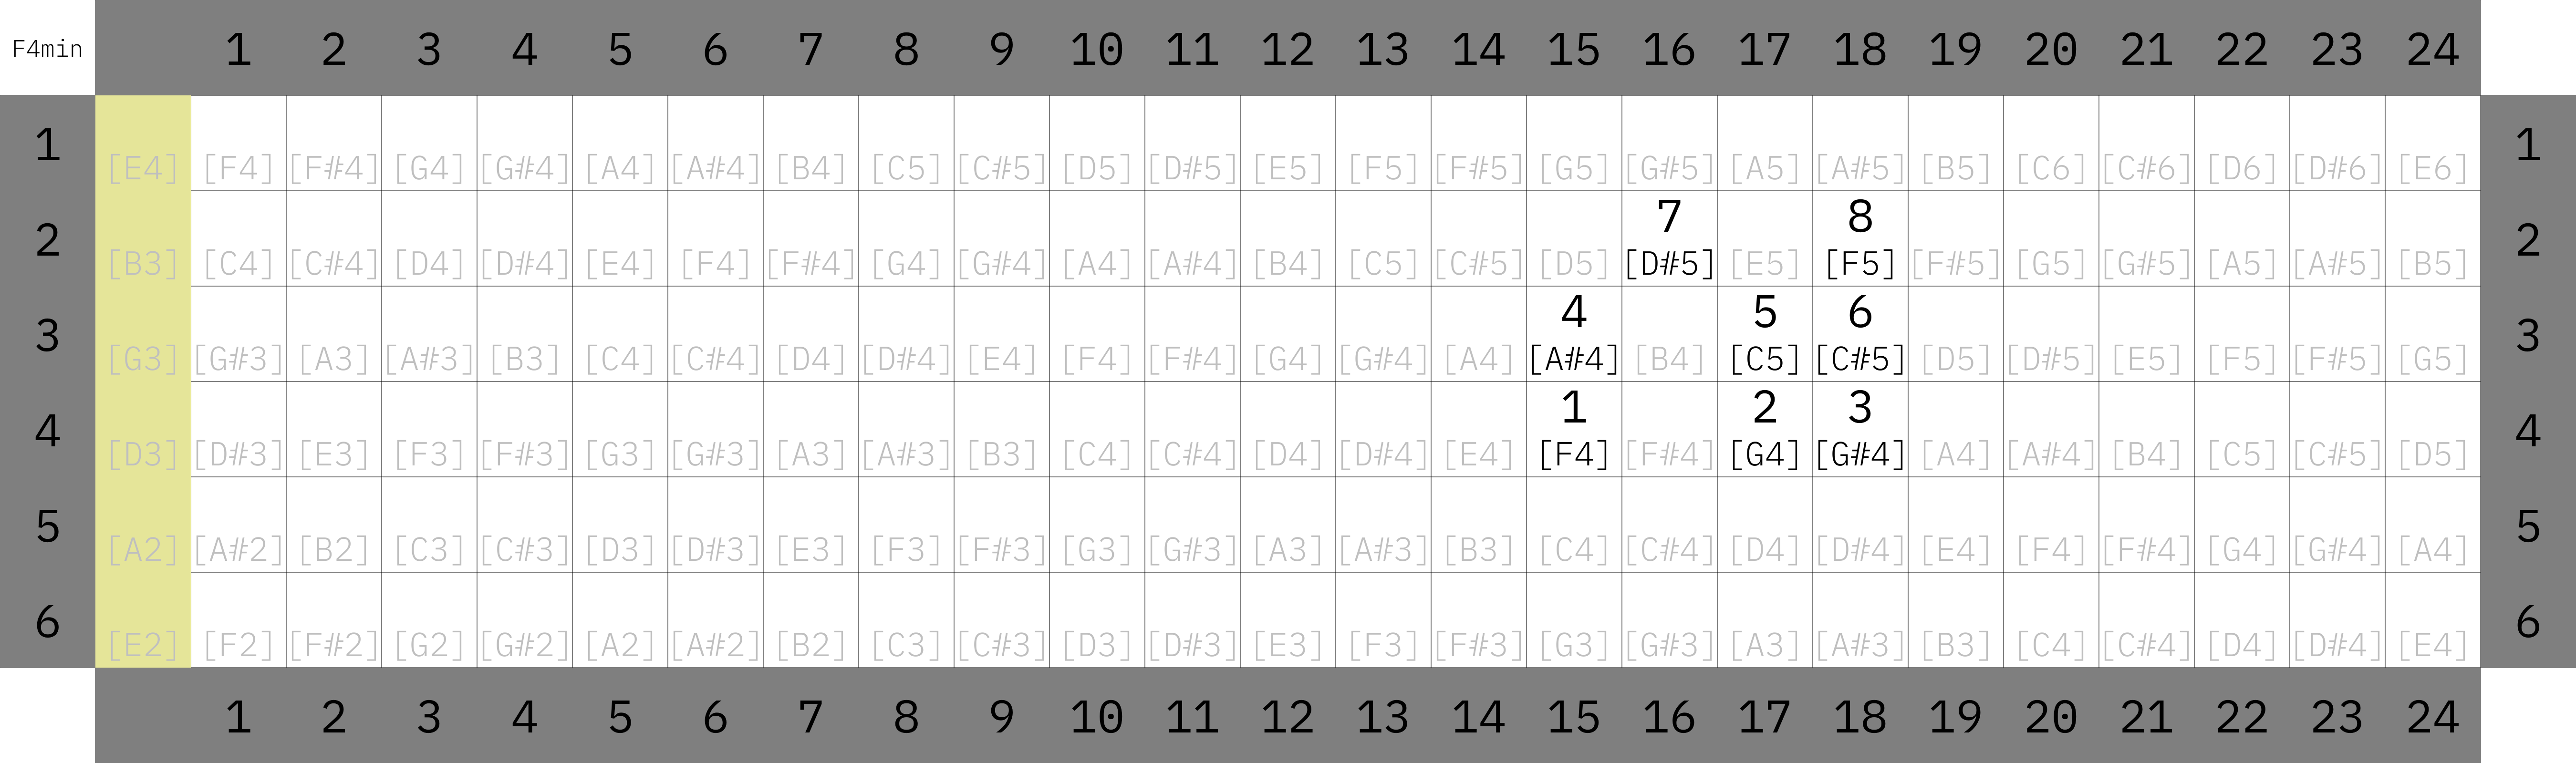 F4min 1 2 3 4 5 6 7 8 9 10 11 12 13 14 15 16 17 18 19 20 21 22 23 24
1 [E4] [F4] [F#4] [G4] [G#4] [A4] [A#4] [B4] [C5] [C#5] [D5] [D#5] [E5] [F5] [F#5] [G5] [G#5] [A5] [A#5] [B5] [C6] [C#6] [D6] [D#6] [E6] 1
7 8
2 [B3] [C4] [C#4] [D4] [D#4] [E4] [F4] [F#4] [G4] [G#4] [A4] [A#4] [B4] [C5] [C#5] [D5] [D#5] [E5] [F5] [F#5] [G5] [G#5] [A5] [A#5] [B5] 2
4 5 6
3 [G3] [G#3] [A3] [A#3] [B3] [C4] [C#4] [D4] [D#4] [E4] [F4] [F#4] [G4] [G#4] [A4] [A#4] [B4] [C5] [C#5] [D5] [D#5] [E5] [F5] [F#5] [G5] 3
1 2 3
4 [D3] [D#3] [E3] [F3] [F#3] [G3] [G#3] [A3] [A#3] [B3] [C4] [C#4] [D4] [D#4] [E4] [F4] [F#4] [G4] [G#4] [A4] [A#4] [B4] [C5] [C#5] [D5] 4
5 [A2] [A#2] [B2] [C3] [C#3] [D3] [D#3] [E3] [F3] [F#3] [G3] [G#3] [A3] [A#3] [B3] [C4] [C#4] [D4] [D#4] [E4] [F4] [F#4] [G4] [G#4] [A4] 5
6 [E2] [F2] [F#2] [G2] [G#2] [A2] [A#2] [B2] [C3] [C#3] [D3] [D#3] [E3] [F3] [F#3] [G3] [G#3] [A3] [A#3] [B3] [C4] [C#4] [D4] [D#4] [E4] 6
1 2 3 4 5 6 7 8 9 10 11 12 13 14 15 16 17 18 19 20 21 22 23 24